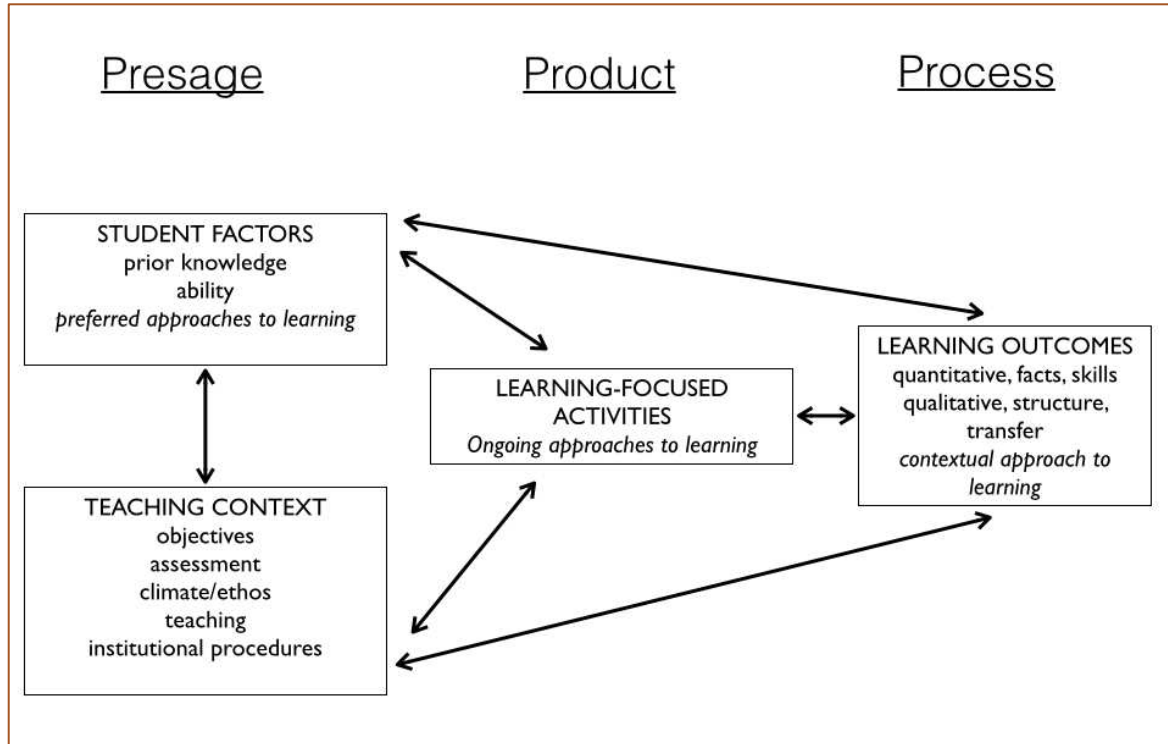 Presage
Product
Process
STUDENT FACTORS
prior knowledge
ability
preferred approaches to learning
LEARNING-FOCUSED
ACTIVITIES
Ongoing approaches to learning
LEARNING OUTCOMES
quantitative, facts, skills
qualitative, structure,
transfer
contextual approach to
learning
TEACHING CONTEXT
objectives
assessment
climate/ethos
teaching
institutional procedures